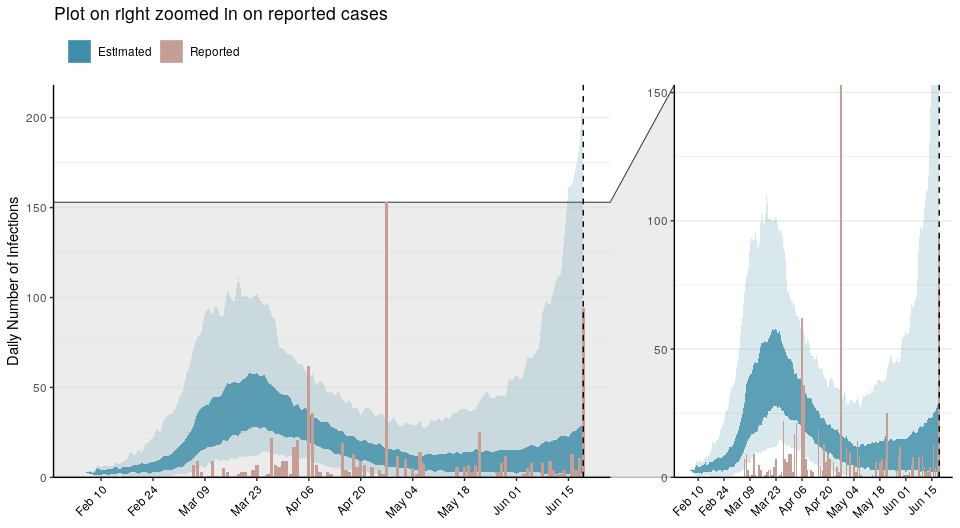 Plot on right zoomed in on reported cases
Estimated Reported
Daily Number of Infections
200
150
100
50
0
Feb 10 Feb 24 Mar 09 Mar 23 Apr 06 Apr 20 May 04 May 18 Jun 01 Jun 15
150
100
50
0
Feb 10 Feb 24 Mar 09 Mar 23 Apr 06 Apr 20 May 04 May 18 Jun 01 Jun 15